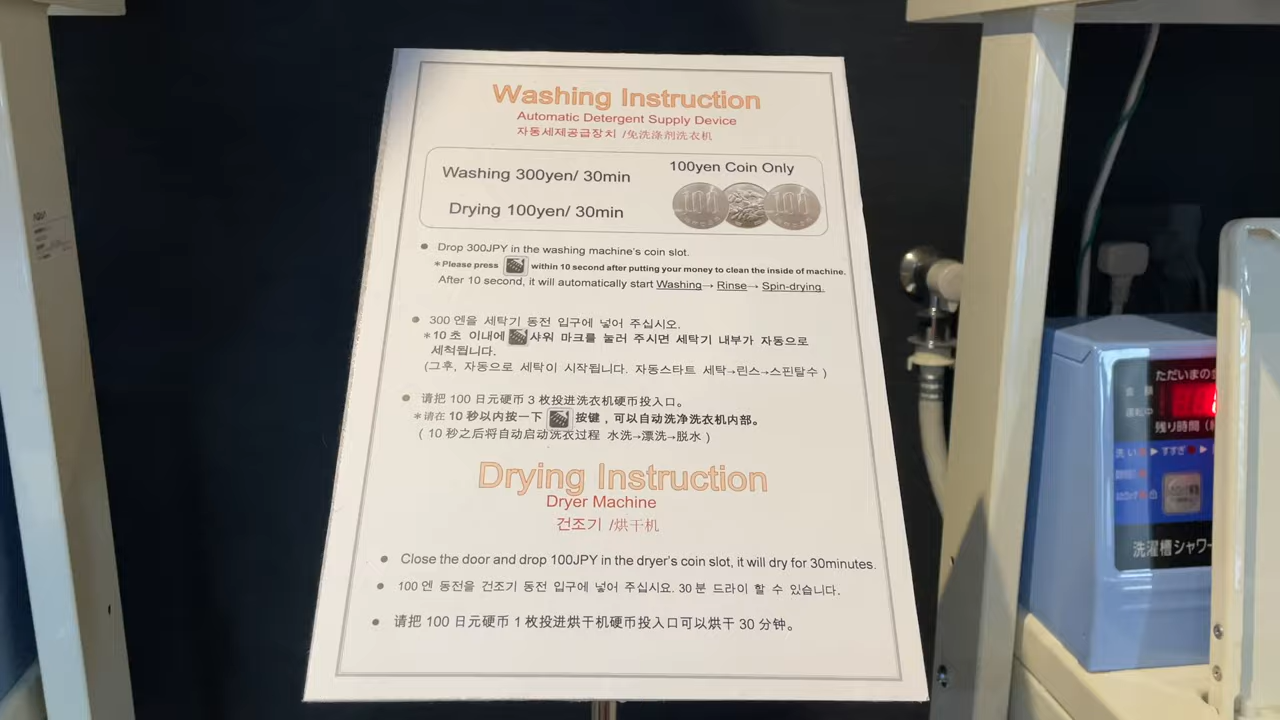 Washing Instruction
Automatic Detergent Supply Device
자동세제공급장치 /免洗涤剂洗衣机
Washing 300yen/ 30min
100yen Coin Only
Drying 100yen/ 30min
100 100
• Drop 300JPY in the washing machine's coin slot.
*Please press within 10 second after putting your money to clean the inside of machine.
After 10 second, it will automatically start Washing→ Rinse→ Spin-drying.
• 300 엔을 세탁기 동전 입구에 넣어 주십시오.
*10 초 이내에 샤워 마크를 눌러 주시면 세탁기 내부가 자동으로
세척됩니다.
(그후, 자동으로 세탁이 시작됩니다. 자동스타트 세탁→린스→스핀탈수 )
• 请把 100 日元硬币 3 枚投进洗衣机硬币投入口。
*请在 10 秒以内按一下 按键，可以自动洗净洗衣机内部。
( 10 秒之后将自动启动洗衣过程 水洗→漂洗→脱水 )
Drying Instruction
Dryer Machine
건조기 /烘干机
• Close the door and drop 100JPY in the dryer's coin slot, it will dry for 30minutes.
• 100 엔 동전을 건조기 동전 입구에 넣어 주십시요. 30 분 드라이 할 수 있습니다.
• 请把 100 日元硬币 1 枚投进烘干机硬币投入口可以烘干 30 分钟。
ただいまの
金額
運転中
残り時間
洗い ▶ すすぎ ▶
洗濯槽シャワー